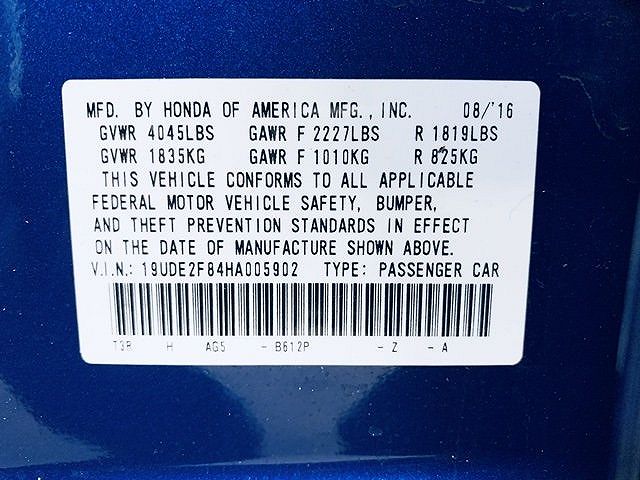 MFD. BY HONDA OF AMERICA MFG., INC. 08/'16
GVWR 4045LBS GAWR F 2227LBS R 1819LBS
GVWR 1835KG GAWR F 1010KG R 825KG
THIS VEHICLE CONFORMS TO ALL APPLICABLE
FEDERAL MOTOR VEHICLE SAFETY, BUMPER,
AND THEFT PREVENTION STANDARDS IN EFFECT
ON THE DATE OF MANUFACTURE SHOWN ABOVE.
V.I.N.: 19UDE2F84HA005902 TYPE: PASSENGER CAR
T3R H AG5 - B612P - Z - A